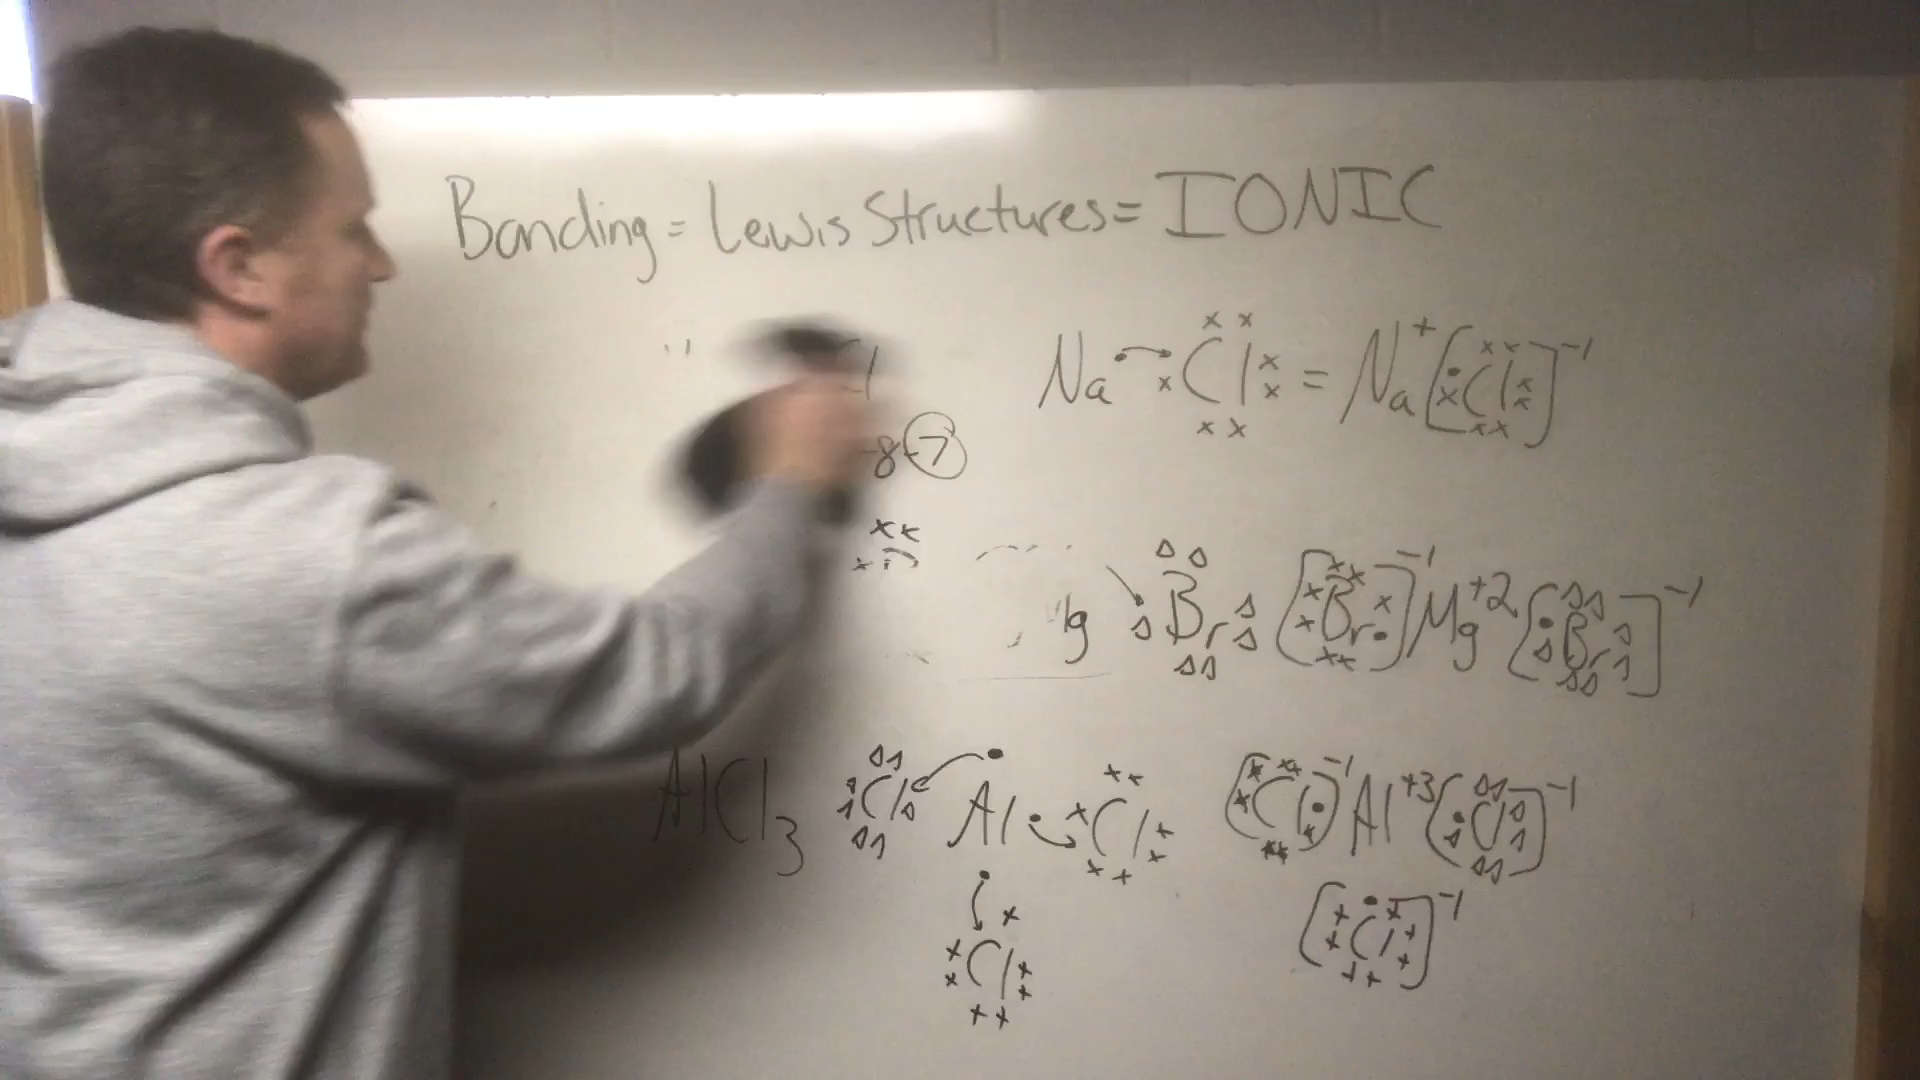 Bonding = Lewis Structures = IONIC
Na Cl = Na+ [Cl]-1
-8-7
Br [Br]-1 Mg+2 [Br]-1
AlCl3 Cl Al Cl [Cl]-1 Al+3 [Cl]-1
Cl [Cl]-1